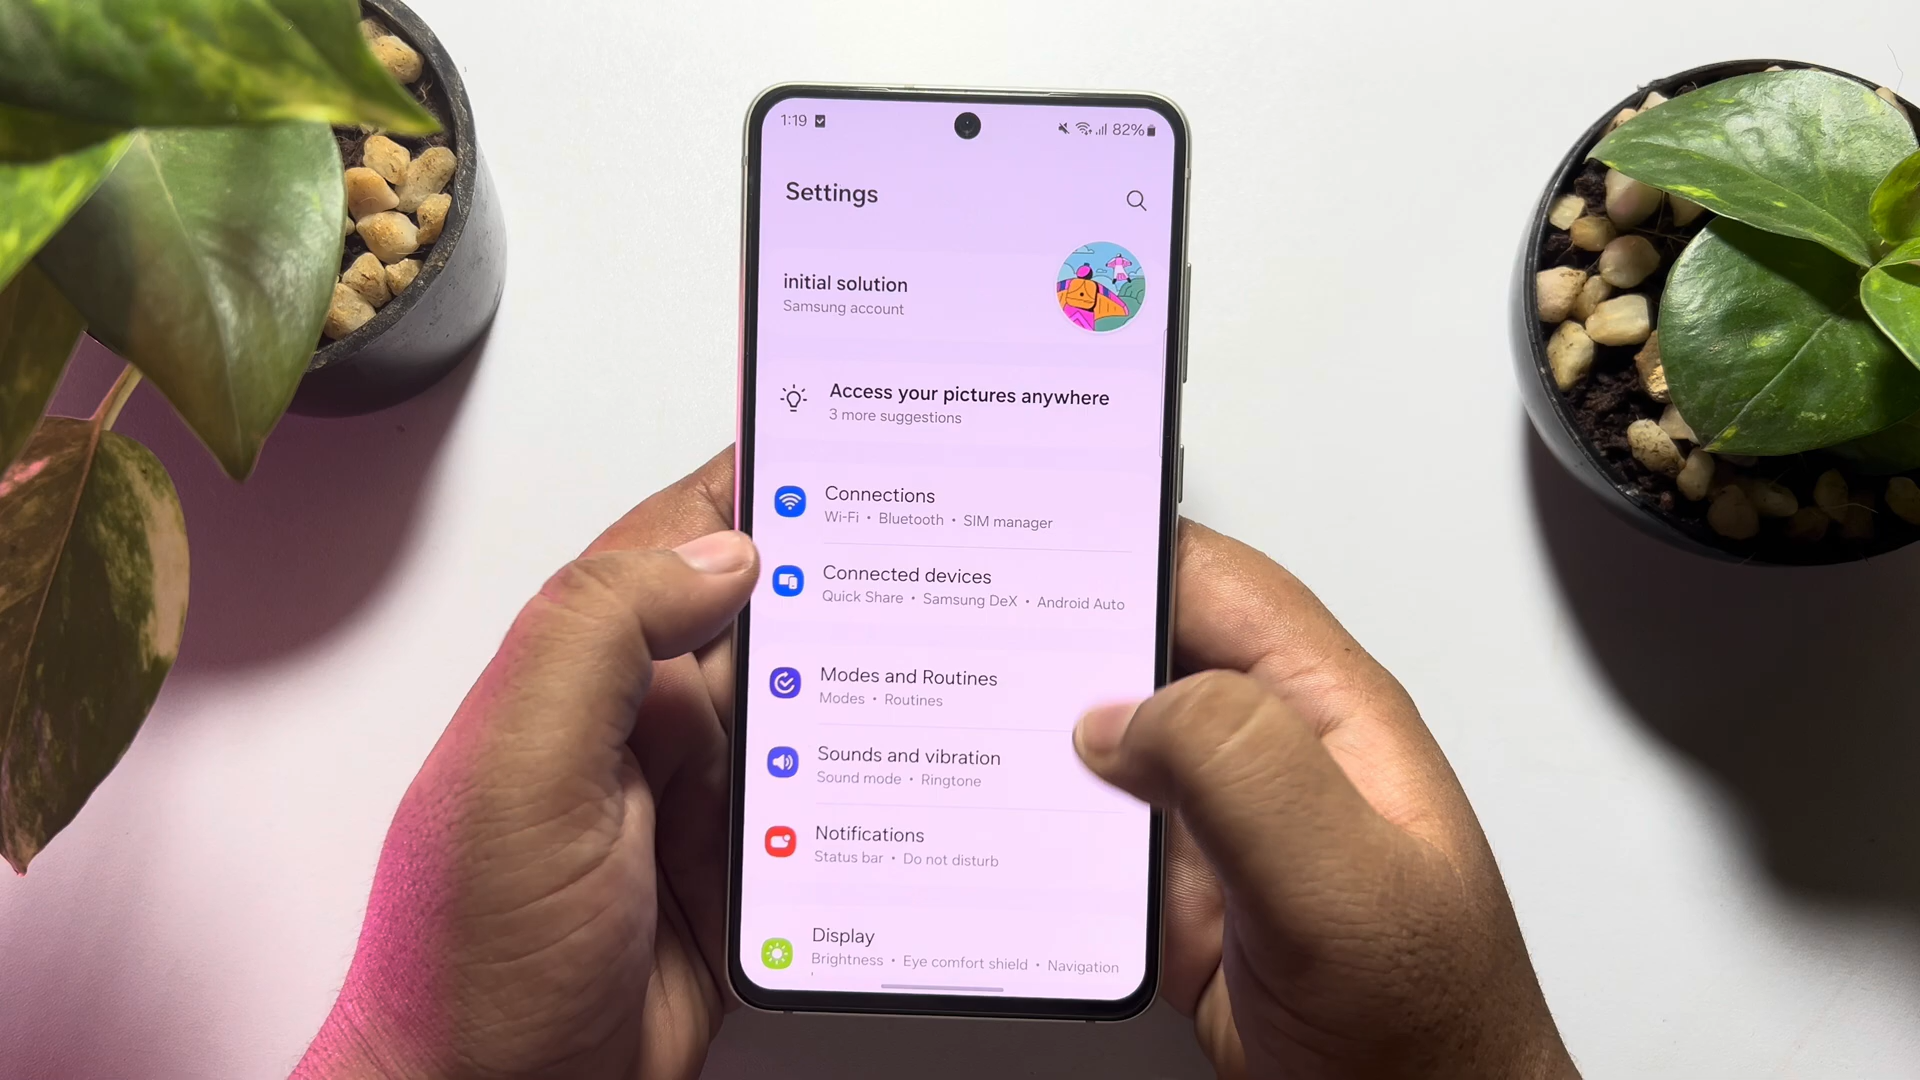 1:19
82%
Settings
initial solution
Samsung account
Access your pictures anywhere
3 more suggestions
Connections
Wi-Fi • Bluetooth • SIM manager
Connected devices
Quick Share • Samsung DeX • Android Auto
Modes and Routines
Modes • Routines
Sounds and vibration
Sound mode • Ringtone
Notifications
Status bar • Do not disturb
Display
Brightness • Eye comfort shield • Navigation